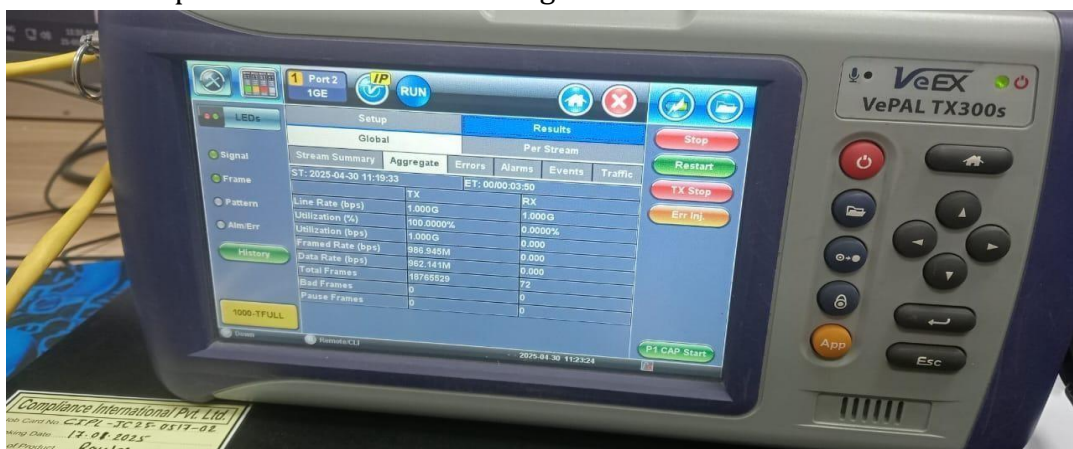 VeEX
VePAL TX300s
1 Port 2
1GE
IP
RUN
LEDs
Setup
Results
Global
Per Stream
Stream Summary Aggregate Errors Alarms Events Traffic
ST: 2025-04-30 11:19:33 ET: 00/00:03:50
TX RX
Line Rate (bps) 1.000G 1.000G
Utilization (%) 100.0000% 0.0000%
Utilization (bps) 1.000G 0.000
Framed Rate (bps) 986.945M 0.000
Data Rate (bps) 962.141M 0.000
Total Frames 18765529 72
Bad Frames 0 0
Pause Frames 0 0
Signal
Frame
Pattern
Alm/Err
History
1000-TFULL
Remote/CLI
2025-04-30 11:23:24
Stop
Restart
TX Stop
Err Inj.
P1 CAP Start
App
Esc
Compliance International Pvt. Ltd.
Job Card No. CIPL-JC25-0517-02
17.04.2025
of Product Router